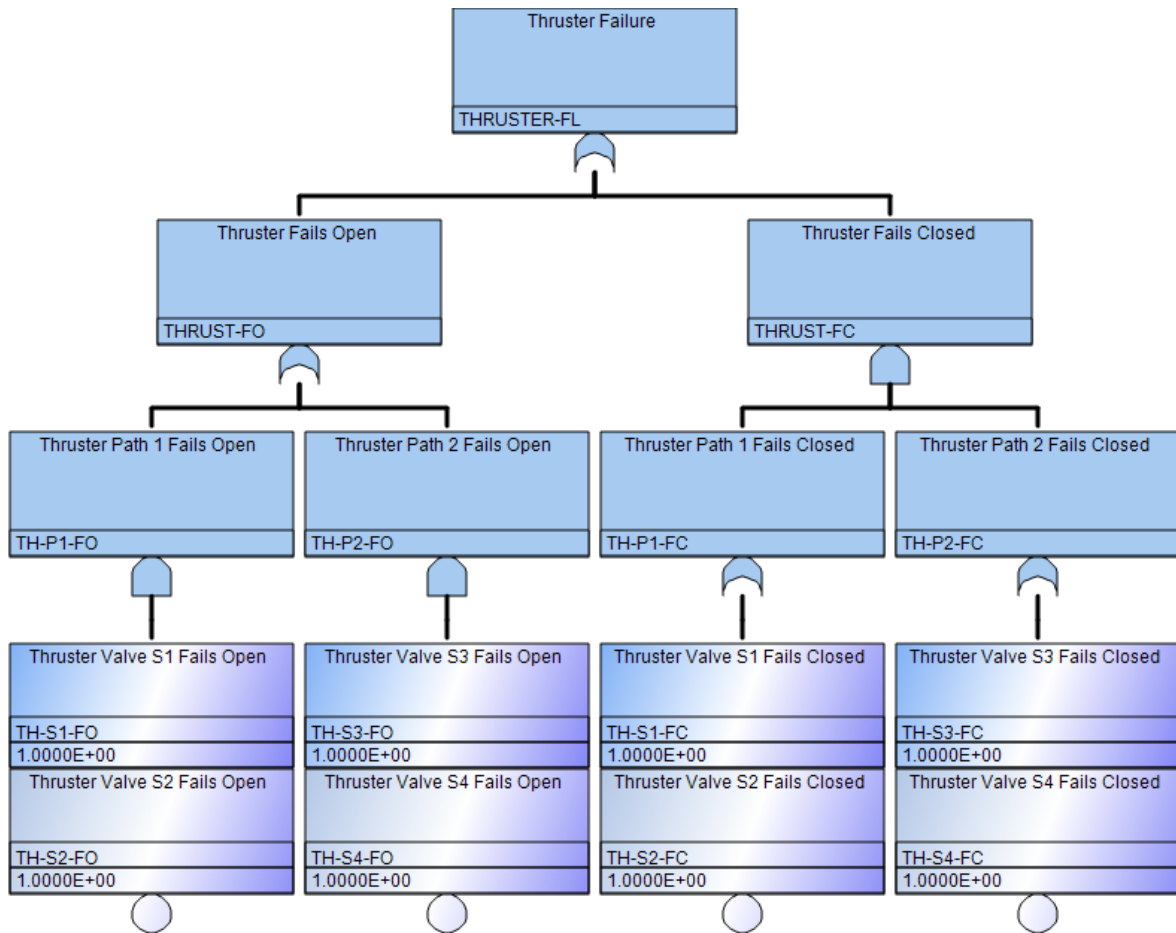 Thruster Failure
THRUSTER-FL
Thruster Fails Open
THRUST-FO
Thruster Fails Closed
THRUST-FC
Thruster Path 1 Fails Open
TH-P1-FO
Thruster Path 2 Fails Open
TH-P2-FO
Thruster Path 1 Fails Closed
TH-P1-FC
Thruster Path 2 Fails Closed
TH-P2-FC
Thruster Valve S1 Fails Open
TH-S1-FO
1.0000E+00
Thruster Valve S2 Fails Open
TH-S2-FO
1.0000E+00
Thruster Valve S3 Fails Open
TH-S3-FO
1.0000E+00
Thruster Valve S4 Fails Open
TH-S4-FO
1.0000E+00
Thruster Valve S1 Fails Closed
TH-S1-FC
1.0000E+00
Thruster Valve S2 Fails Closed
TH-S2-FC
1.0000E+00
Thruster Valve S3 Fails Closed
TH-S3-FC
1.0000E+00
Thruster Valve S4 Fails Closed
TH-S4-FC
1.0000E+00